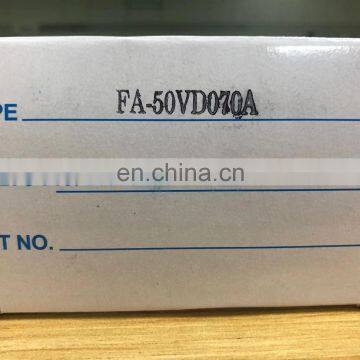 PE FA-50VD070A
en.china.cn
T NO.